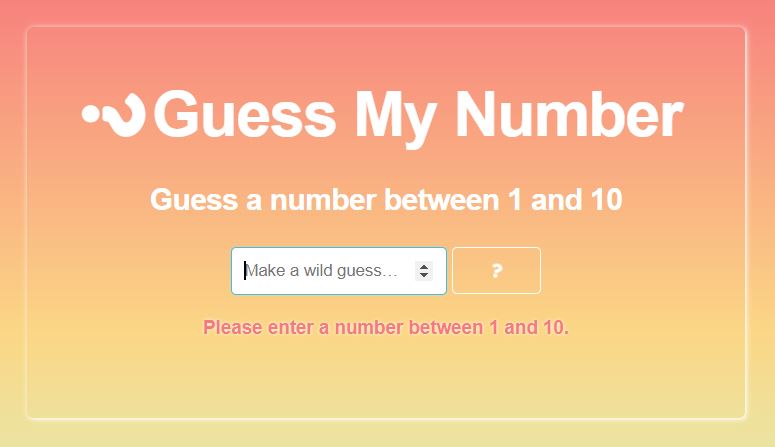 Guess My Number
Guess a number between 1 and 10
Make a wild guess… ?
Please enter a number between 1 and 10.